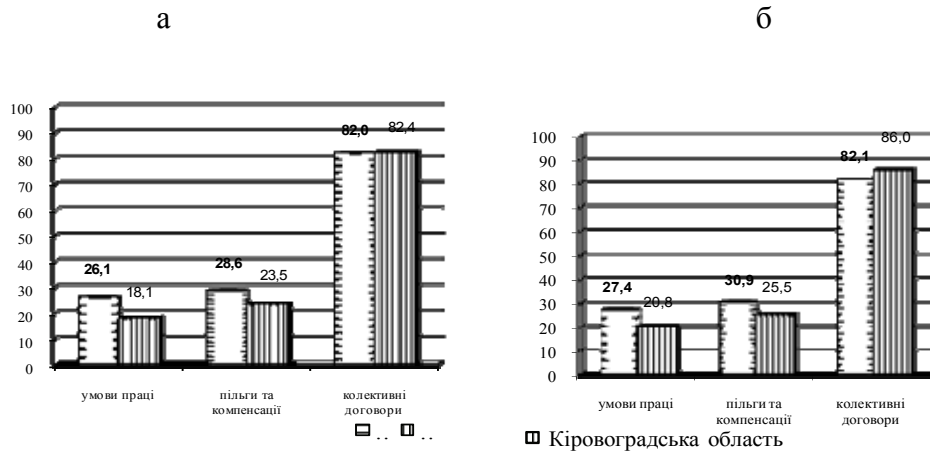 а
100
90
80
70
60
50
40
30
20
10
0
26,1
18,1
28,6
23,5
82,0
82,4
умови праці
пільги та
компенсації
колективні
договори
. .
. .
б
100
90
80
70
60
50
40
30
20
10
0
27,4
20,8
30,9
25,5
82,1
86,0
умови праці
пільги та
компенсації
колективні
договори
Кіровоградська область